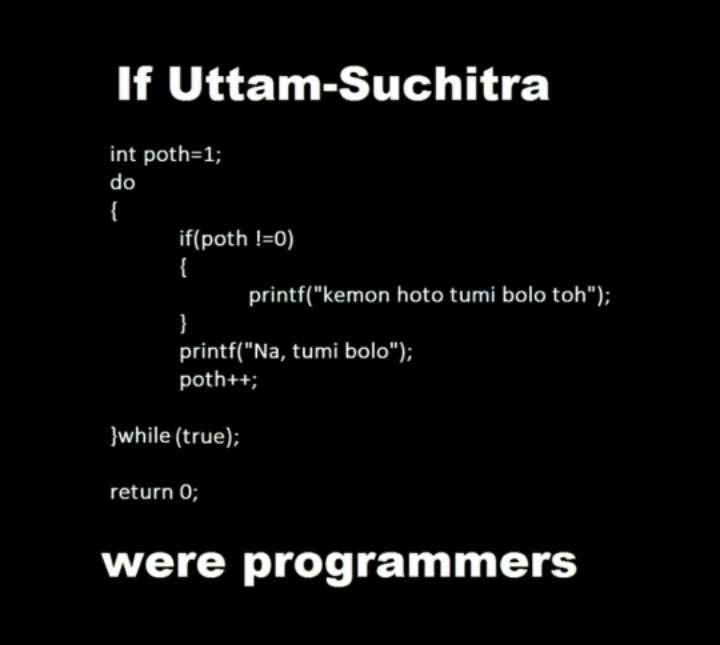 If Uttam-Suchitra
int poth=1;
do
{
if(poth !=0)
{
printf("kemon hoto tumi bolo toh");
}
printf("Na, tumi bolo");
poth++;
}while (true);
return 0;
were programmers